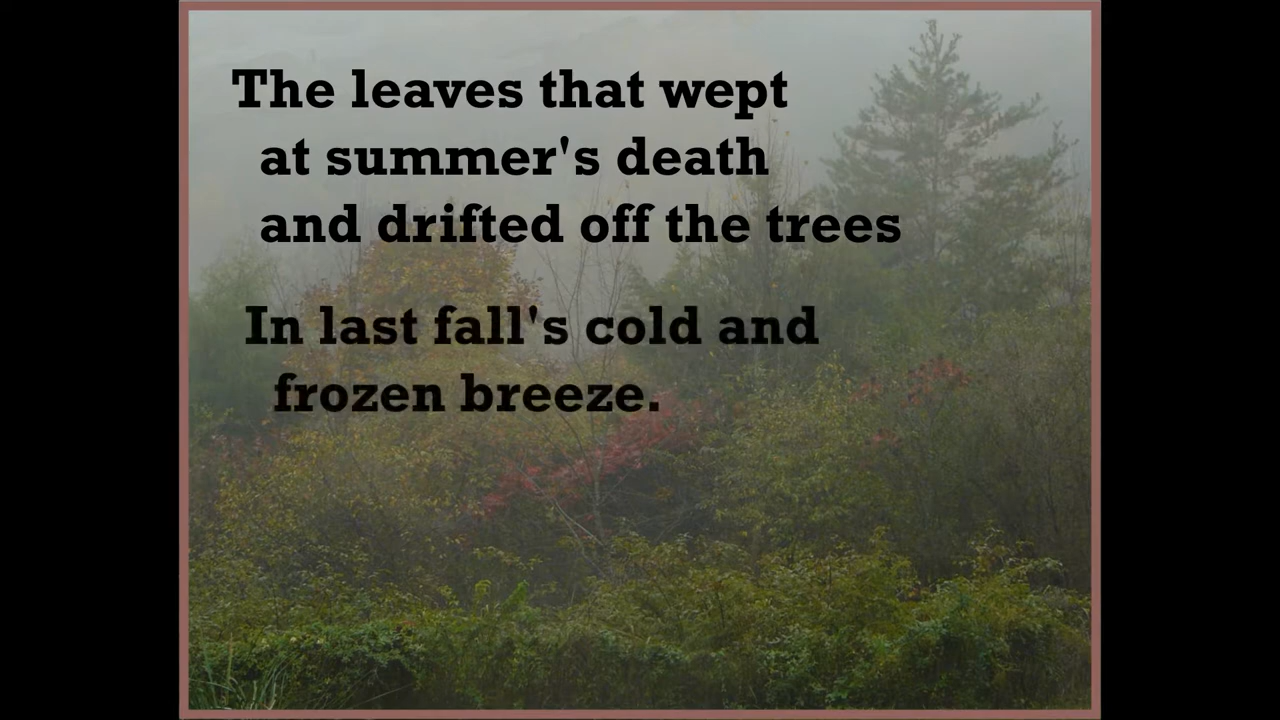 The leaves that wept
at summer's death
and drifted off the trees
In last fall's cold and
frozen breeze.